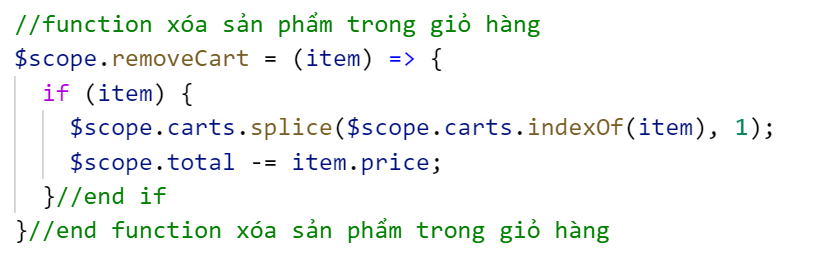 //function xóa sản phẩm trong giỏ hàng
$scope.removeCart = (item) => {
if (item) {
$scope.carts.splice($scope.carts.indexOf(item), 1);
$scope.total -= item.price;
}//end if
}//end function xóa sản phẩm trong giỏ hàng